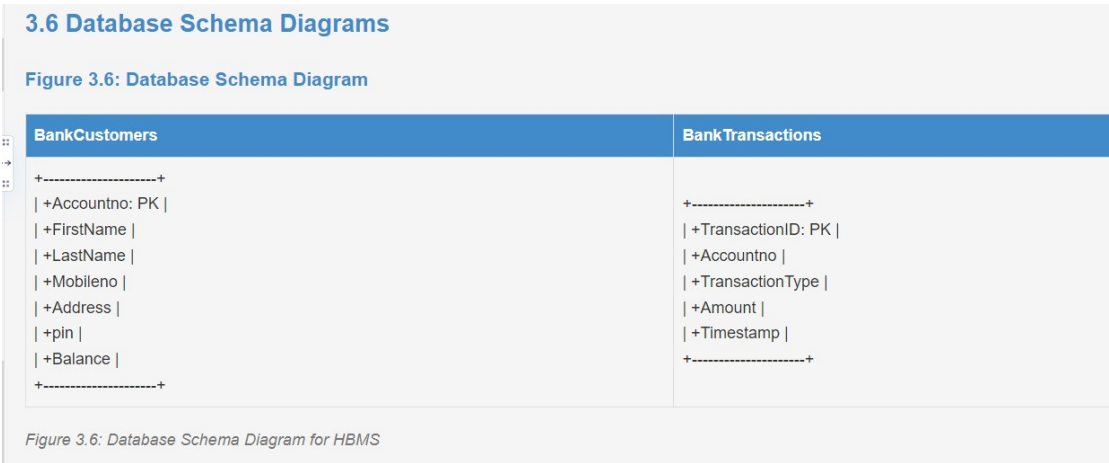 3.6 Database Schema Diagrams
Figure 3.6: Database Schema Diagram
BankCustomers
+---------------------+
| +Accountno: PK |
| +FirstName |
| +LastName |
| +Mobileno |
| +Address |
| +pin |
| +Balance |
+---------------------+
BankTransactions
+---------------------+
| +TransactionID: PK |
| +Accountno |
| +TransactionType |
| +Amount |
| +Timestamp |
+---------------------+
Figure 3.6: Database Schema Diagram for HBMS